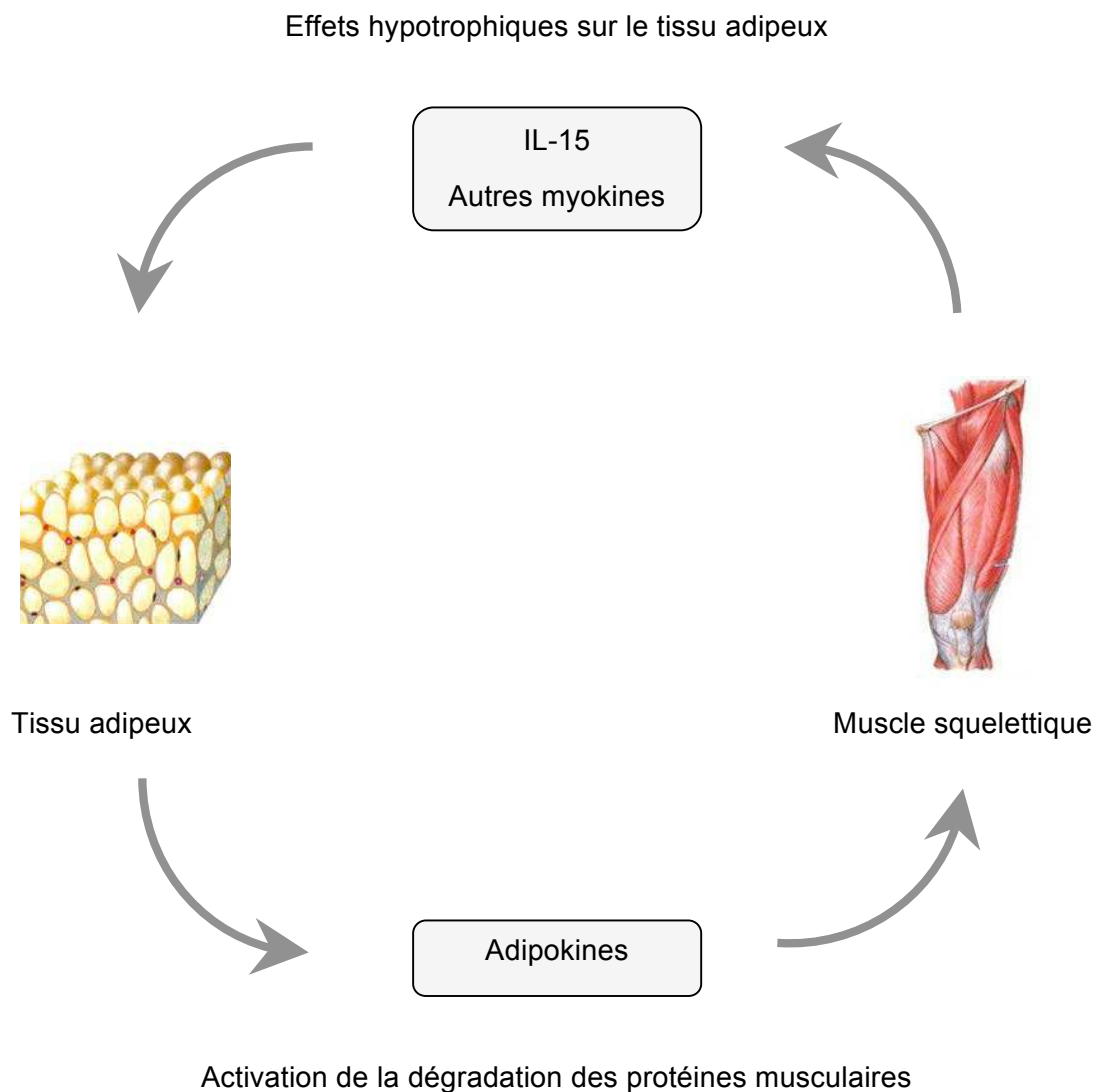 Effets hypotrophiques sur le tissu adipeux
IL-15
Autres myokines
Tissu adipeux
Muscle squelettique
Adipokines
Activation de la dégradation des protéines musculaires